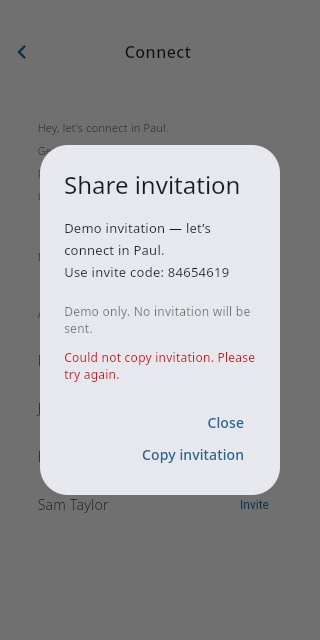 Connect
Hey, let's connect in Paul.
Share invitation
Demo invitation — let's
connect in Paul.
Use invite code: 84654619
Demo only. No invitation will be
sent.
Could not copy invitation. Please
try again.
Close
Copy invitation
Sam Taylor
Invite